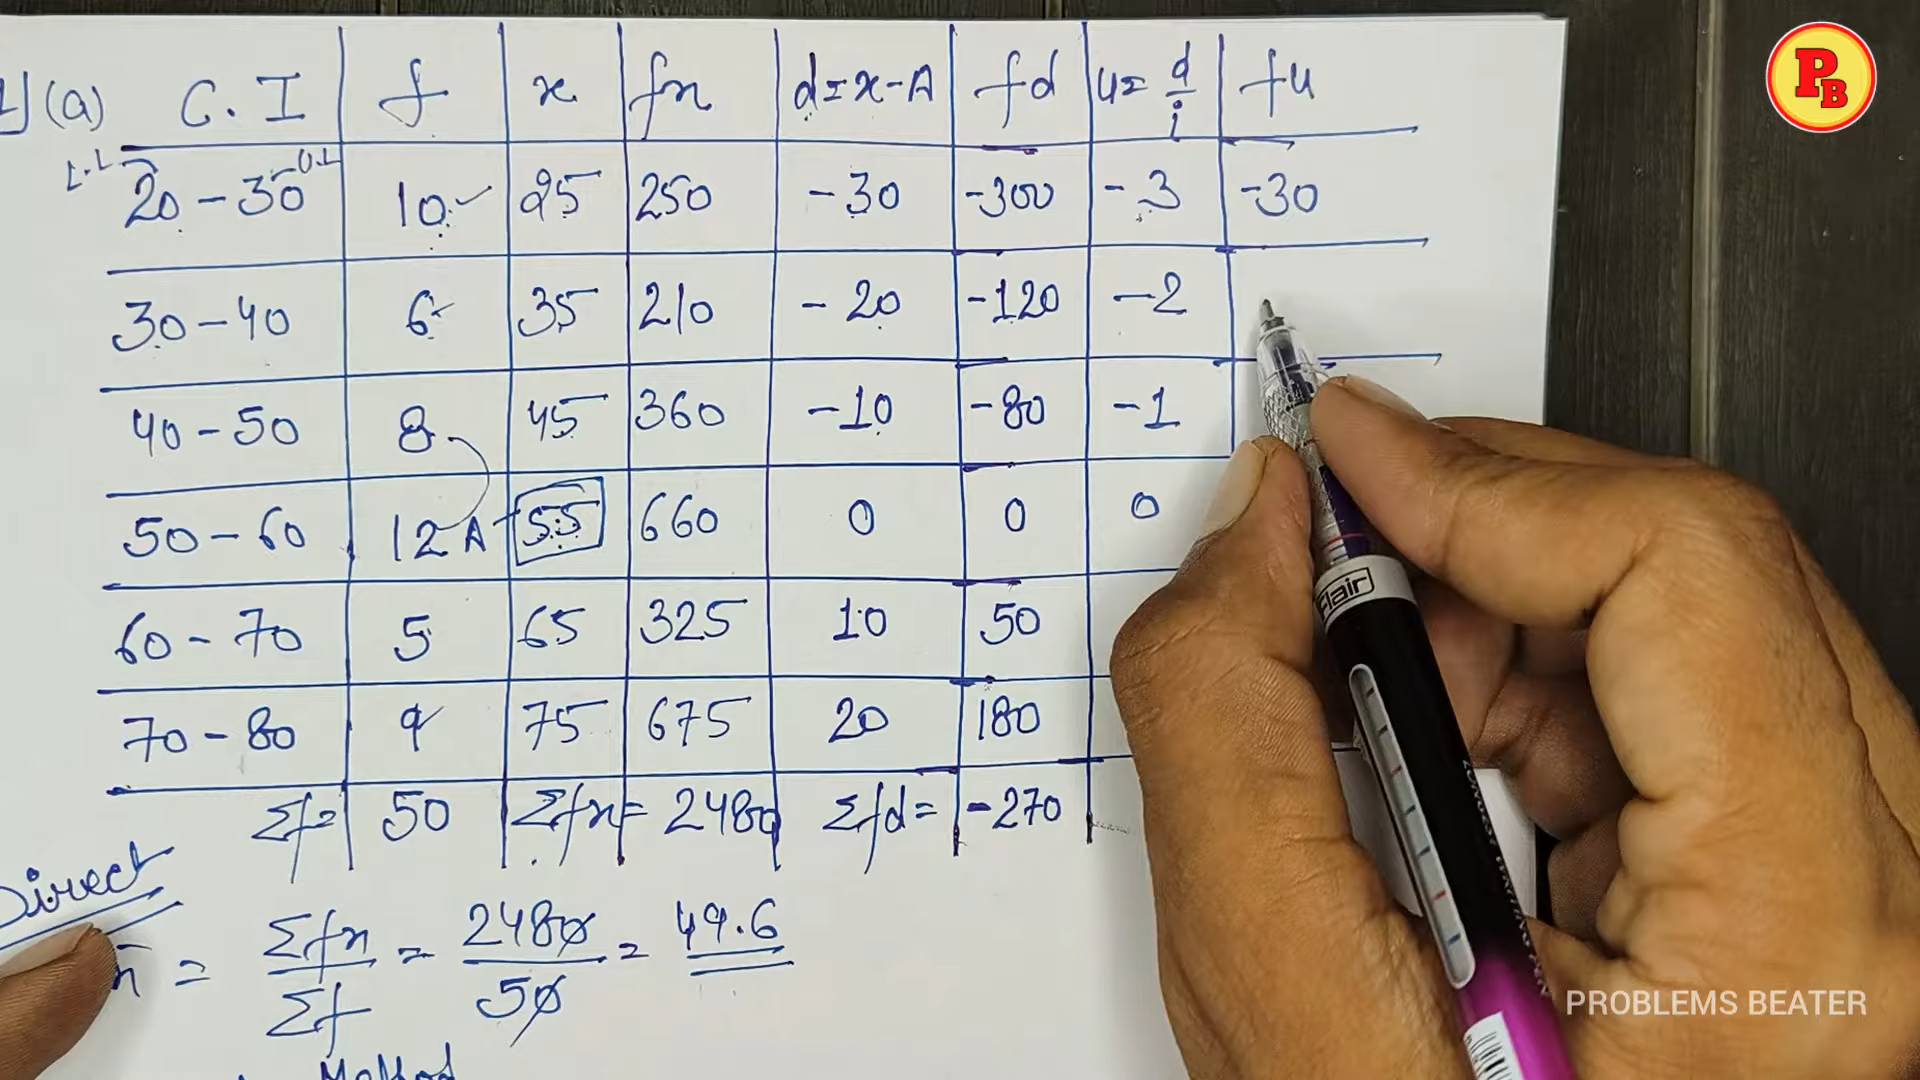 1](a) C.I f x fx d=x-A fd u=d/i fu
L.L U.L
20-30 10 25 250 -30 -300 -3 -30
30-40 6 35 210 -20 -120 -2
40-50 8 45 360 -10 -80 -1
50-60 12 A-55 660 0 0 0
60-70 5 65 325 10 50
70-80 9 75 675 20 180
Σf= 50 Σfx= 2480 Σfd= -270
Direct
x̄ = Σfx/Σf = 2480/50 = 49.6
Method
PB
Flair
PROBLEMS BEATER